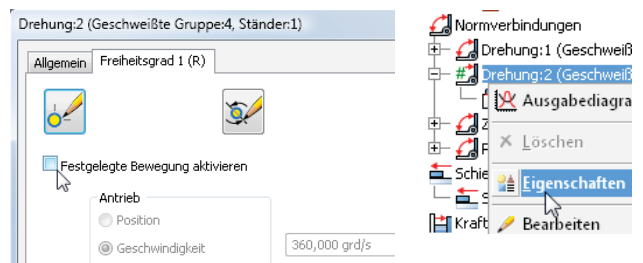 Drehung:2 (Geschweißte Gruppe:4, Ständer:1)
Allgemein
Freiheitsgrad 1 (R)
Festgelegte Bewegung aktivieren
Antrieb
Position
Geschwindigkeit
360,000 grd/s
Normverbindungen
Drehung:1 (Geschweiß
Drehung:2 (Geschweiß
Ausgabediagra
Löschen
Schie
Eigenschaften
Kraft
Bearbeiten